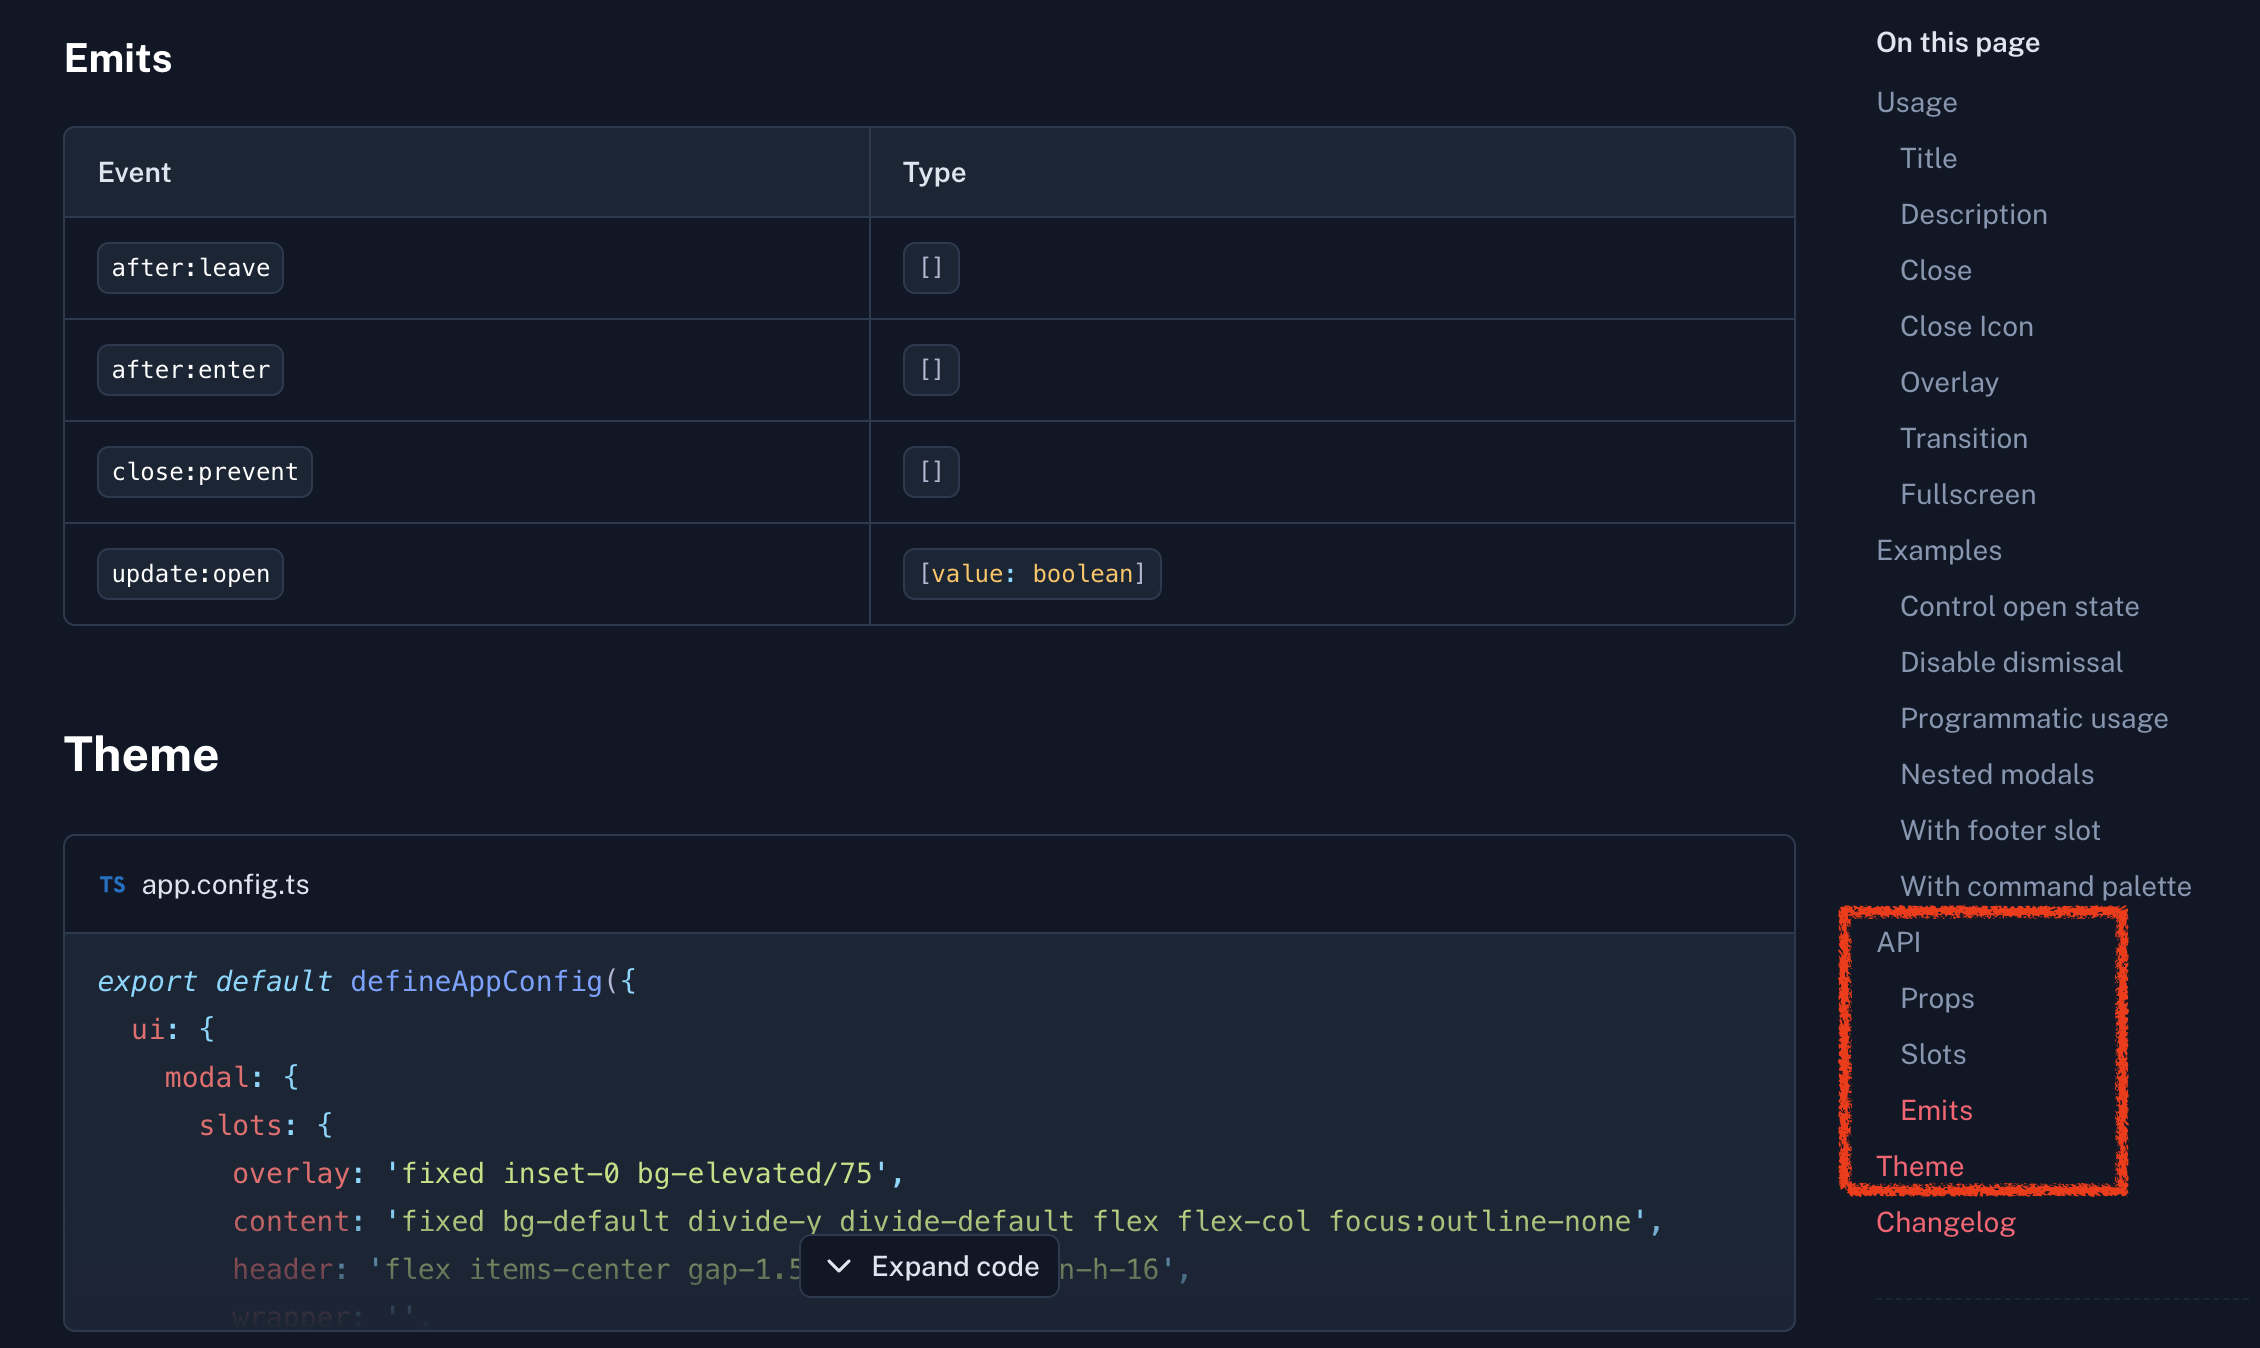 Emits
Event Type
after:leave []
after:enter []
close:prevent []
update:open [value: boolean]
Theme
TS app.config.ts
export default defineAppConfig({
ui: {
modal: {
slots: {
overlay: 'fixed inset-0 bg-elevated/75',
content: 'fixed bg-default divide-y divide-default flex flex-col focus:outline-none',
header: 'flex items-center gap-1.5 n-h-16',
wrapper: '',
Expand code
On this page
Usage
Title
Description
Close
Close Icon
Overlay
Transition
Fullscreen
Examples
Control open state
Disable dismissal
Programmatic usage
Nested modals
With footer slot
With command palette
API
Props
Slots
Emits
Theme
Changelog